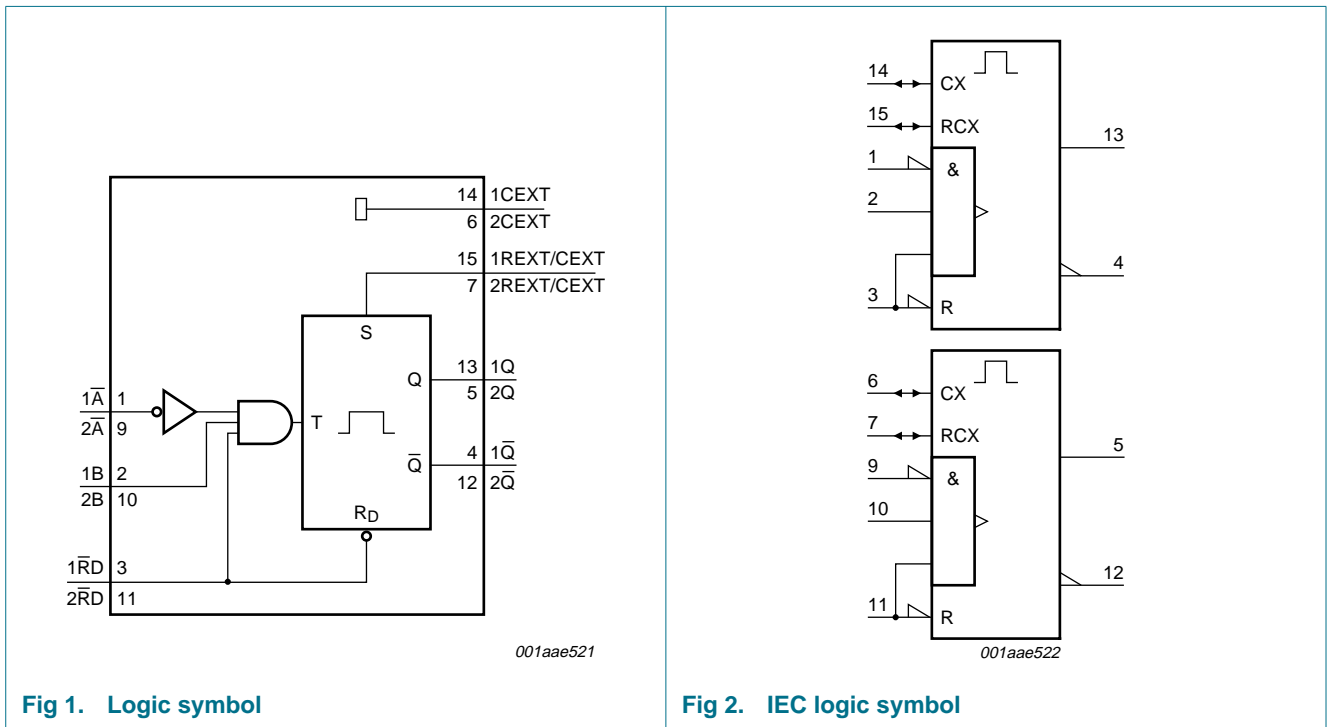 14 1CEXT
6 2CEXT
15 1REXT/CEXT
7 2REXT/CEXT
S
Q
13 1Q
5 2Q
1A̅ 1
2A̅ 9
T
Q̅
4 1Q̅
12 2Q̅
1B 2
2B 10
RD
1R̅D 3
2R̅D 11
001aae521
Fig 1. Logic symbol
14 CX
15 RCX
13
1 &
2
4
3 R
6 CX
7 RCX
5
9 &
10
12
11 R
001aae522
Fig 2. IEC logic symbol